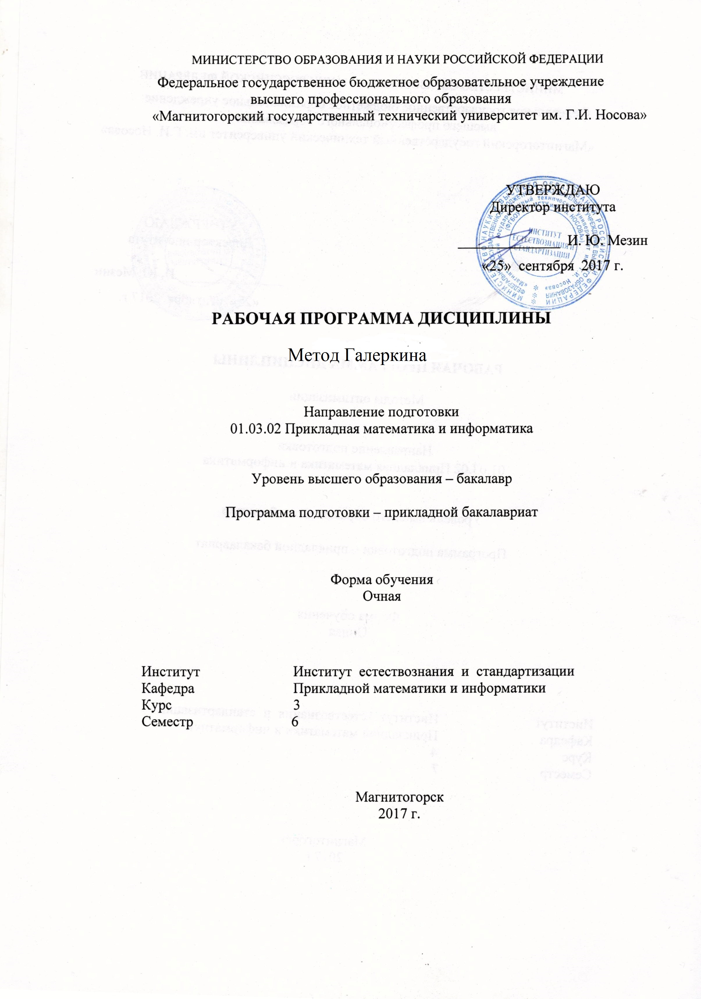 МИНИСТЕРСТВО ОБРАЗОВАНИЯ И НАУКИ РОССИЙСКОЙ ФЕДЕРАЦИИ
Федеральное государственное бюджетное образовательное учреждение
высшего профессионального образования
«Магнитогорский государственный технический университет им. Г.И. Носова»
УТВЕРЖДАЮ
Директор института
И. Ю. Мезин
«25» сентября 2017 г.
ИНСТИТУТ
ЕСТЕСТВОЗНАНИЯ И
СТАНДАРТИЗАЦИИ
РАБОЧАЯ ПРОГРАММА ДИСЦИПЛИНЫ
Метод Галеркина
Направление подготовки
01.03.02 Прикладная математика и информатика
Уровень высшего образования – бакалавр
Программа подготовки – прикладной бакалавриат
Форма обучения
Очная
Институт Институт естествознания и стандартизации
Кафедра Прикладной математики и информатики
Курс 3
Семестр 6
Магнитогорск
2017 г.